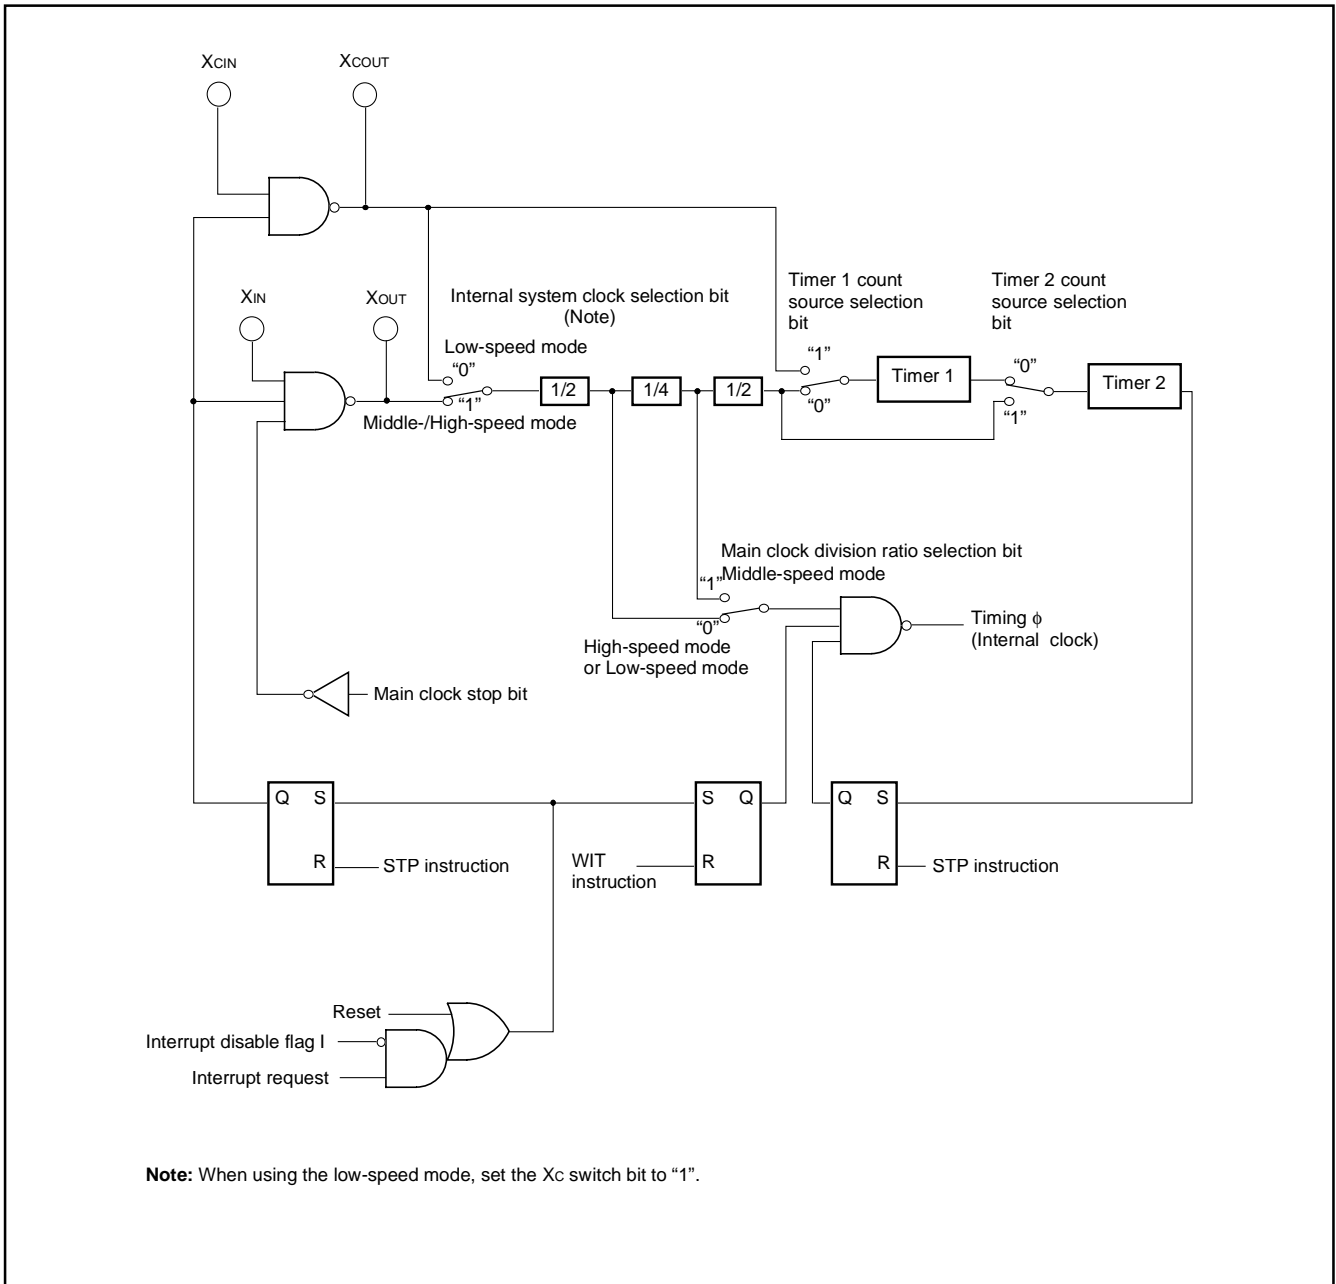 XCIN
XCOUT
XIN
XOUT
Internal system clock selection bit
(Note)
Low-speed mode
“0”
“1”
Middle-/High-speed mode
1/2
1/4
1/2
Timer 1 count
source selection
bit
“1”
“0”
Timer 1
Timer 2 count
source selection
bit
“0”
“1”
Timer 2
Main clock division ratio selection bit
“1”
Middle-speed mode
“0”
High-speed mode
or Low-speed mode
Timing ϕ
(Internal clock)
Main clock stop bit
Q S
R
STP instruction
S Q
R
WIT
instruction
Q S
R
STP instruction
Reset
Interrupt disable flag I
Interrupt request
Note: When using the low-speed mode, set the XC switch bit to “1”.